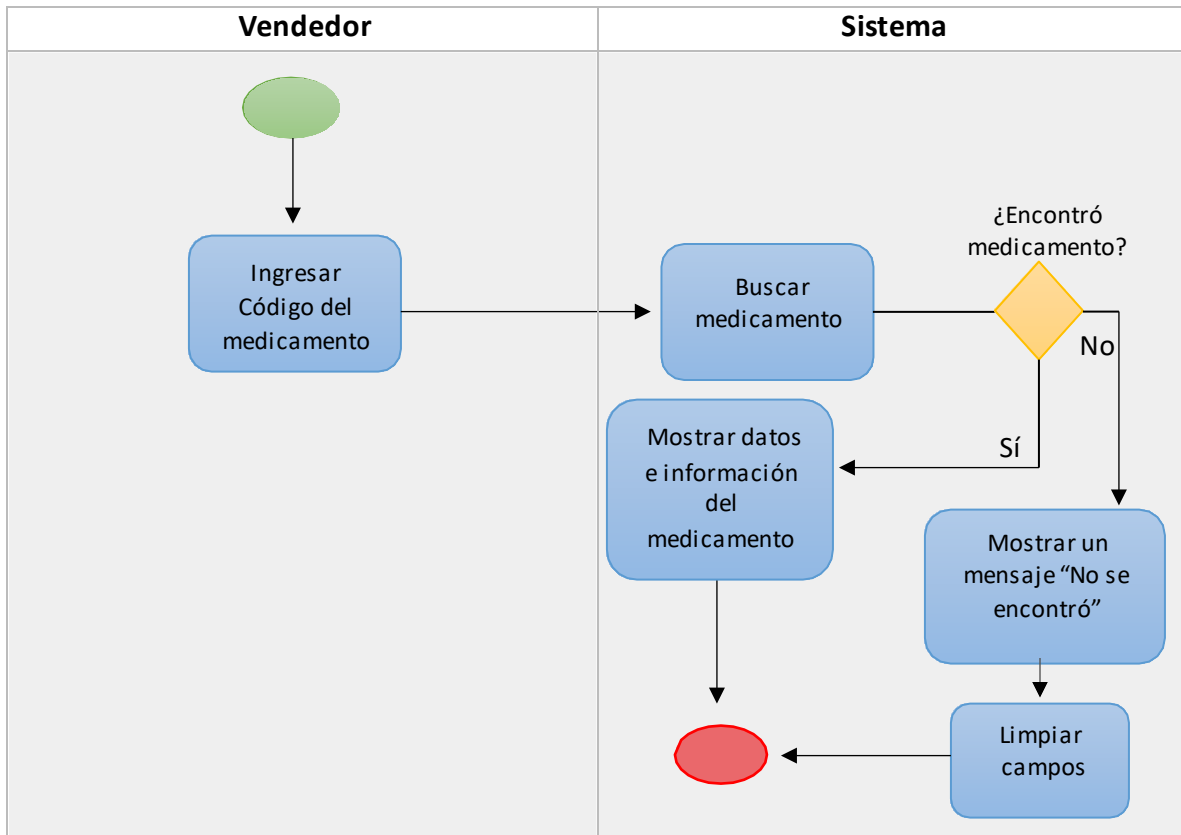 Vendedor
Sistema
Ingresar
Código del
medicamento
Buscar
medicamento
¿Encontró
medicamento?
No
Sí
Mostrar datos
e información
del
medicamento
Mostrar un
mensaje “No se
encontró”
Limpiar
campos